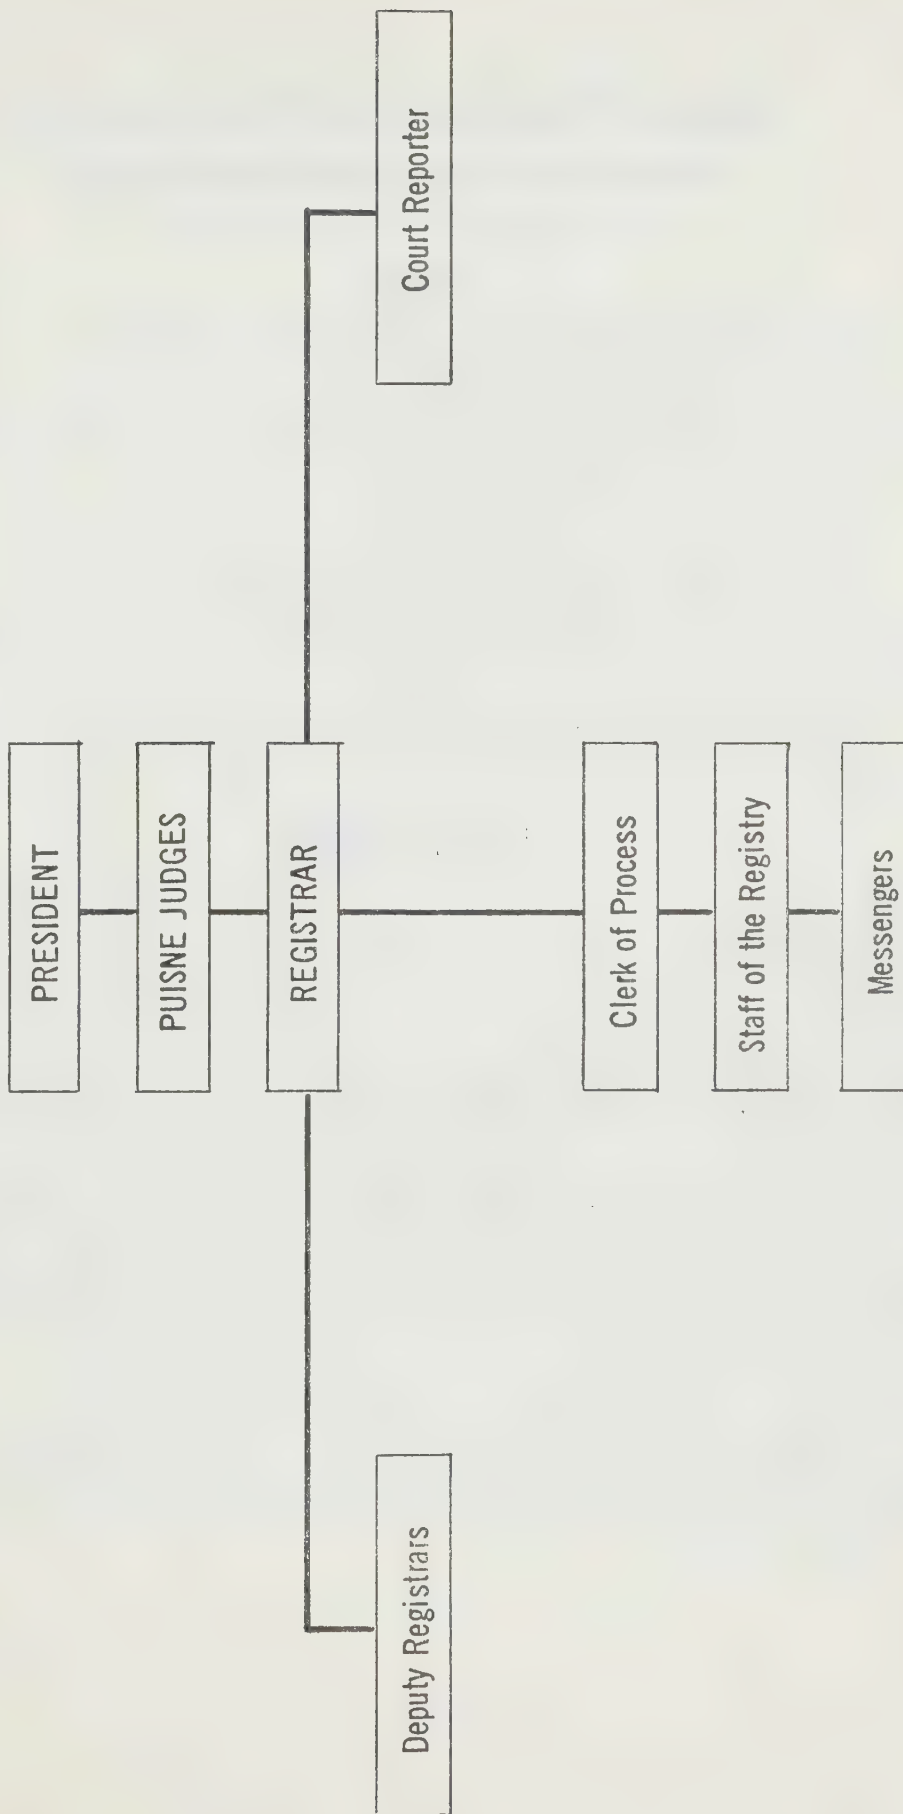 PRESIDENT
PUISNE JUDGES
REGISTRAR
Deputy Registrars
Court Reporter
Clerk of Process
Staff of the Registry
Messengers